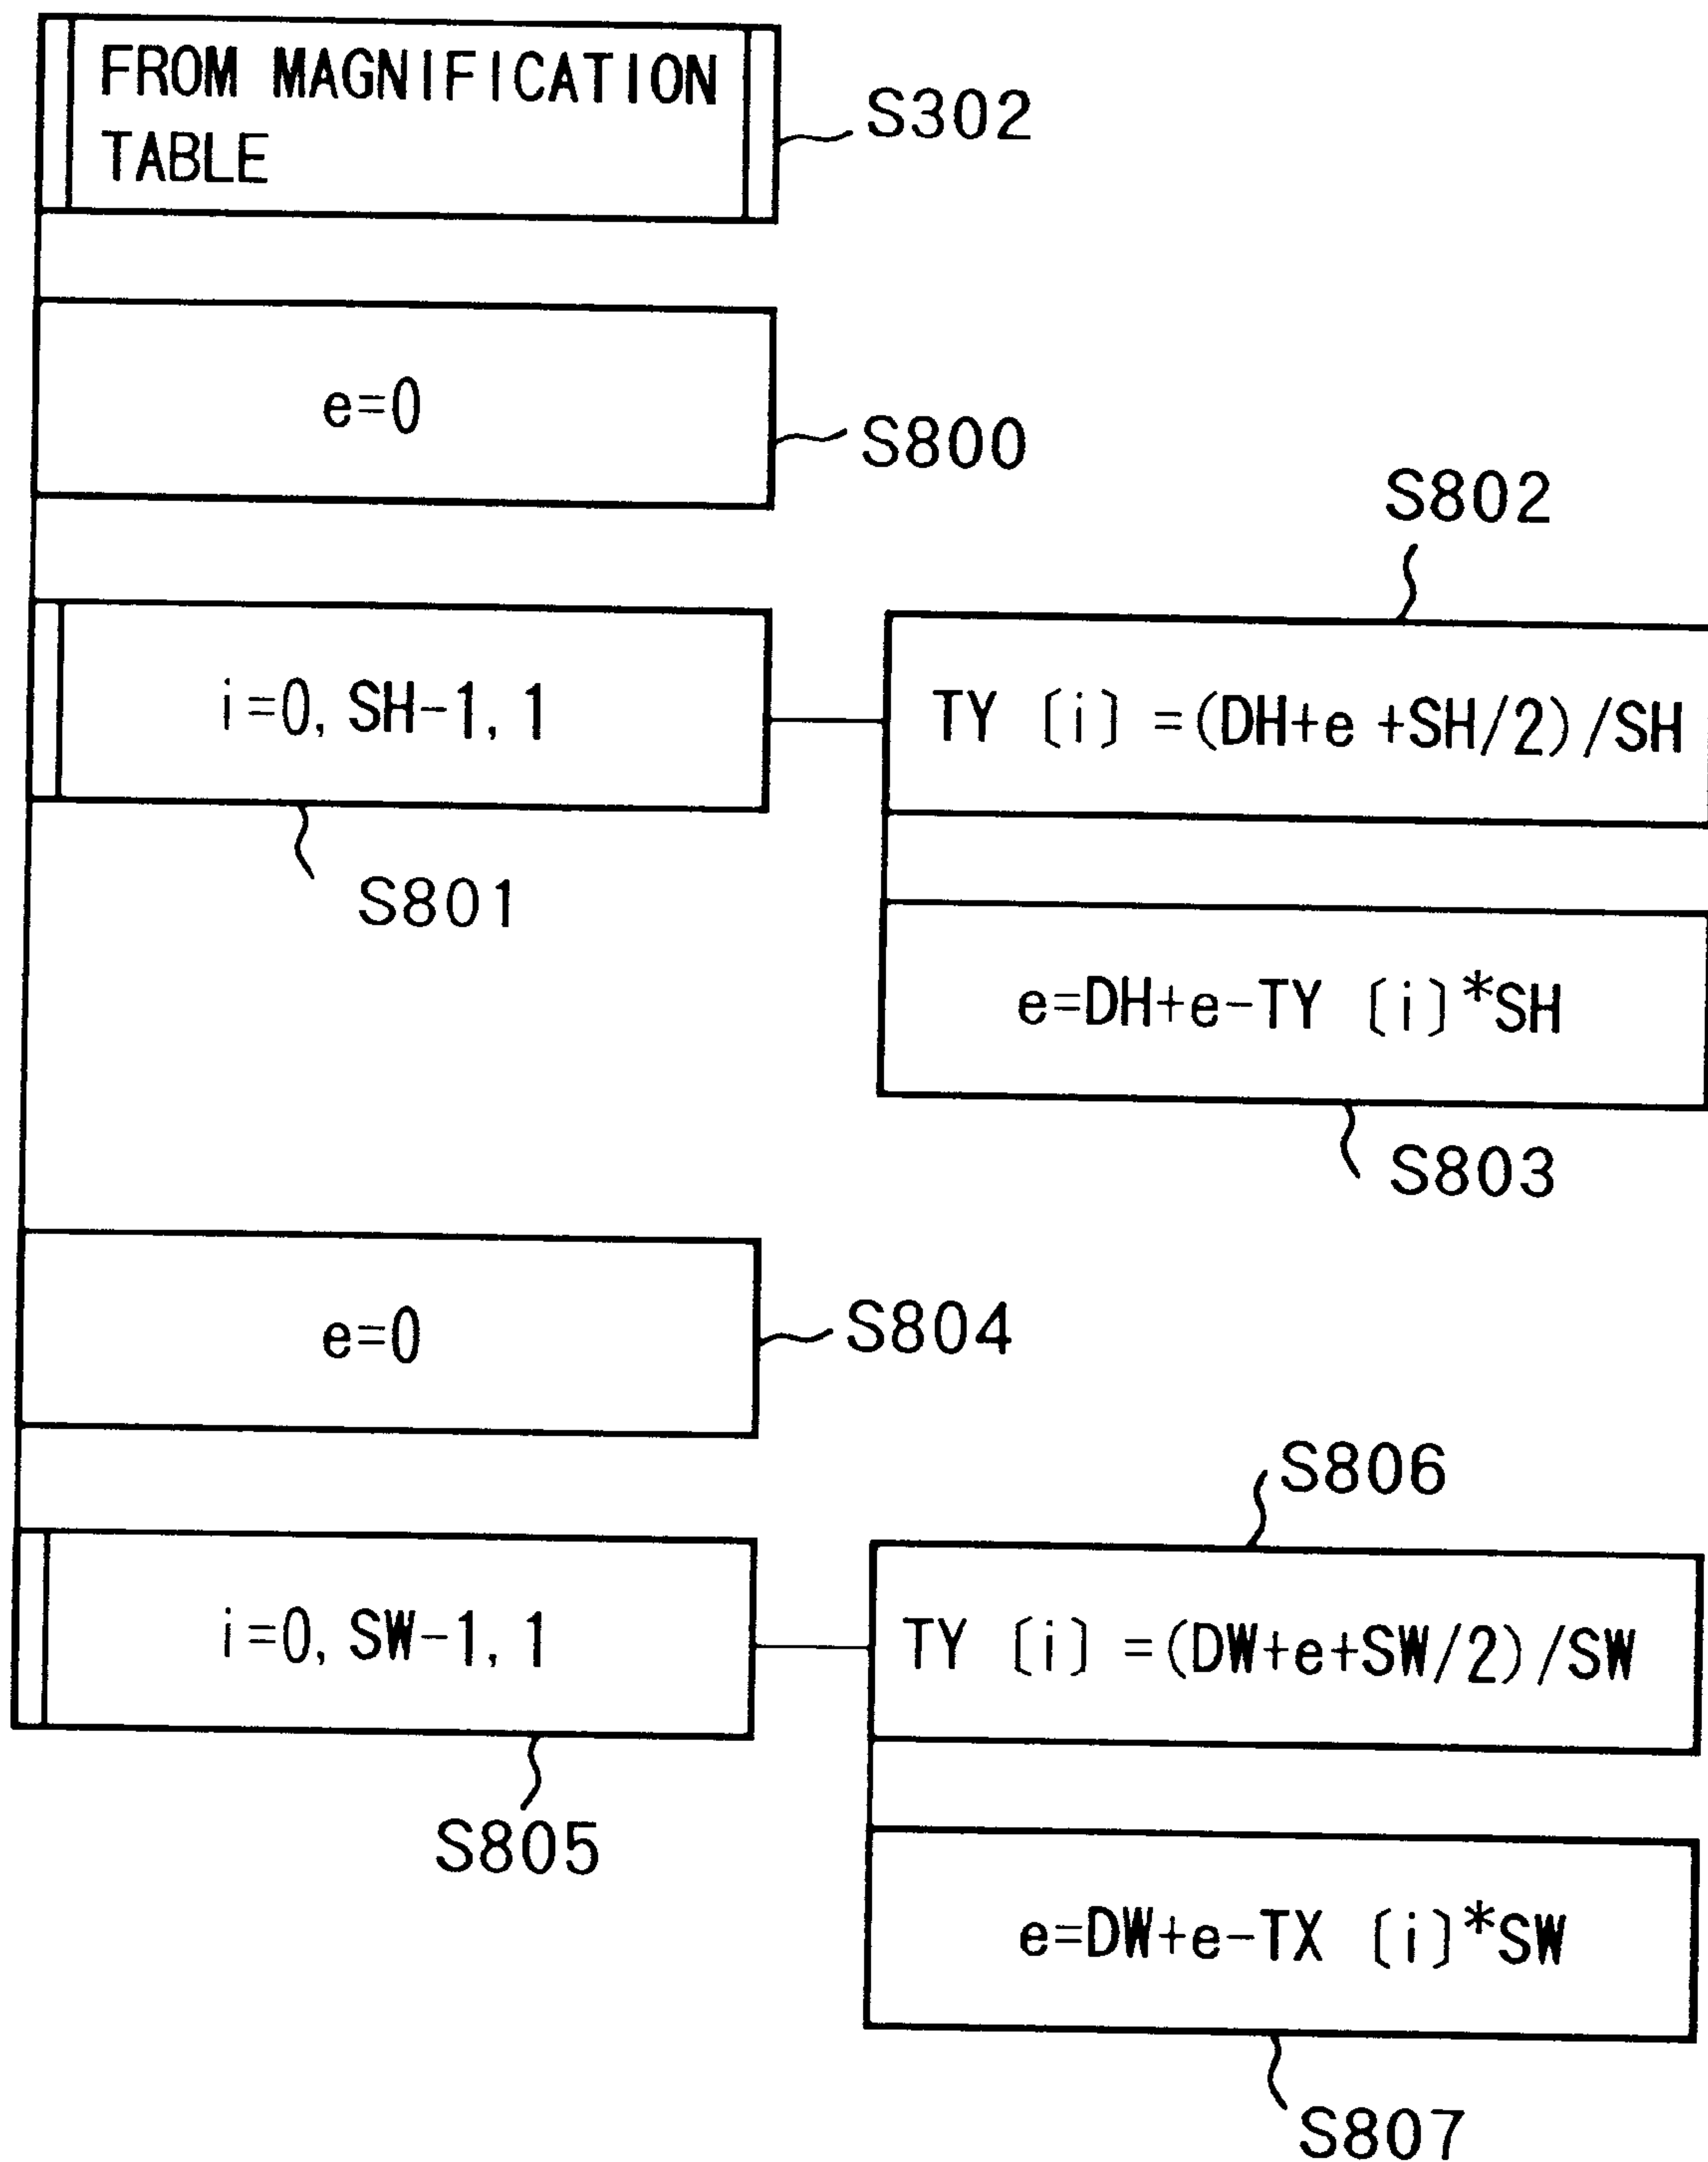 FROM MAGNIFICATION
TABLE
S302
e=0
S800
S802
i=0, SH-1, 1
TY [i] =(DH+e +SH/2)/SH
S801
e=DH+e-TY [i]*SH
S803
e=0
S804
S806
i=0, SW-1, 1
TY [i] =(DW+e+SW/2)/SW
S805
e=DW+e-TX [i]*SW
S807